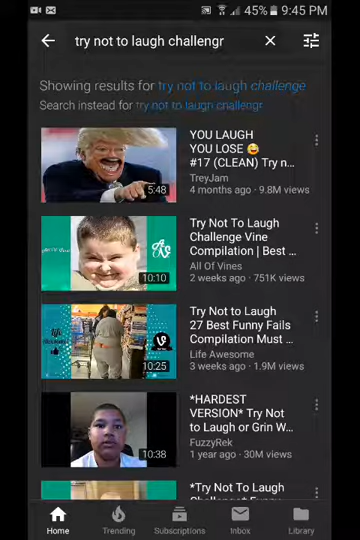 45% 9:45 PM
try not to laugh challengr
Showing results for try not to laugh challenge
Search instead for try not to laugh challengr
YOU LAUGH
YOU LOSE 😅
#17 (CLEAN) Try n...
TreyJam
4 months ago · 9.8M views
5:48
Try Not To Laugh
Challenge Vine
Compilation | Best ...
All Of Vines
2 weeks ago · 751K views
10:10
Try Not to Laugh
27 Best Funny Fails
Compilation Must ...
Life Awesome
3 weeks ago · 1.9M views
Life
10:25
*HARDEST
VERSION* Try Not
to Laugh or Grin W...
FuzzyRek
1 year ago · 30M views
10:38
*Try Not To Laugh
Home Trending Subscriptions Inbox Library